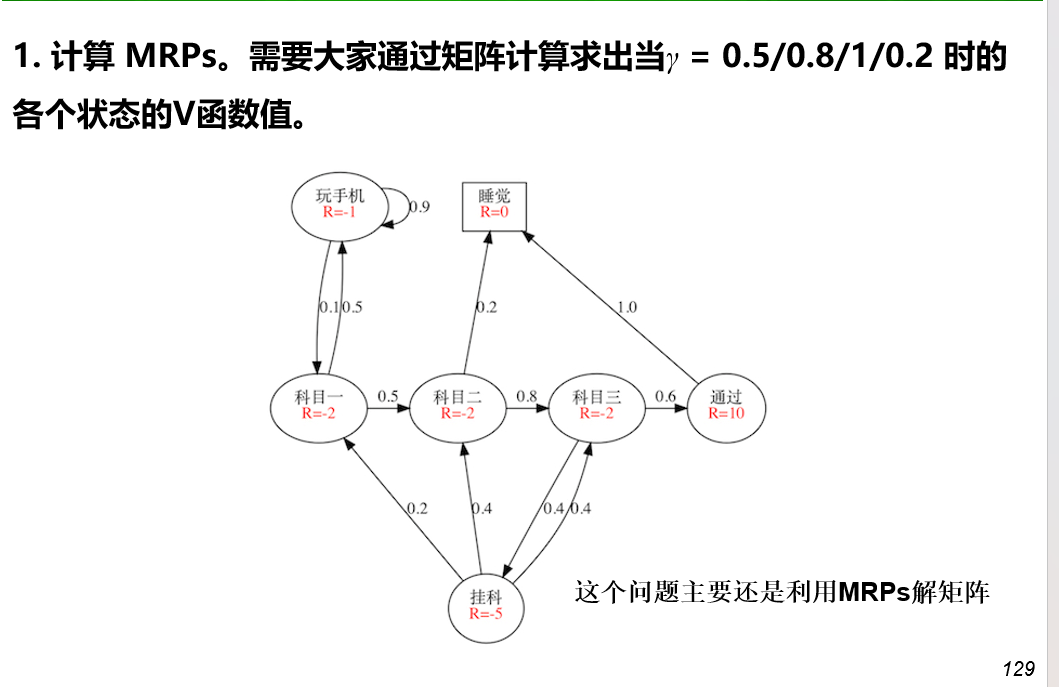 1. 计算 MRPs。需要大家通过矩阵计算求出当γ = 0.5/0.8/1/0.2 时的
各个状态的V函数值。
玩手机
R=-1
0.9
睡觉
R=0
0.1
0.5
0.2
1.0
科目一
R=-2
0.5
科目二
R=-2
0.8
科目三
R=-2
0.6
通过
R=10
0.2
0.4
0.4
0.4
挂科
R=-5
这个问题主要还是利用MRPs解矩阵
129